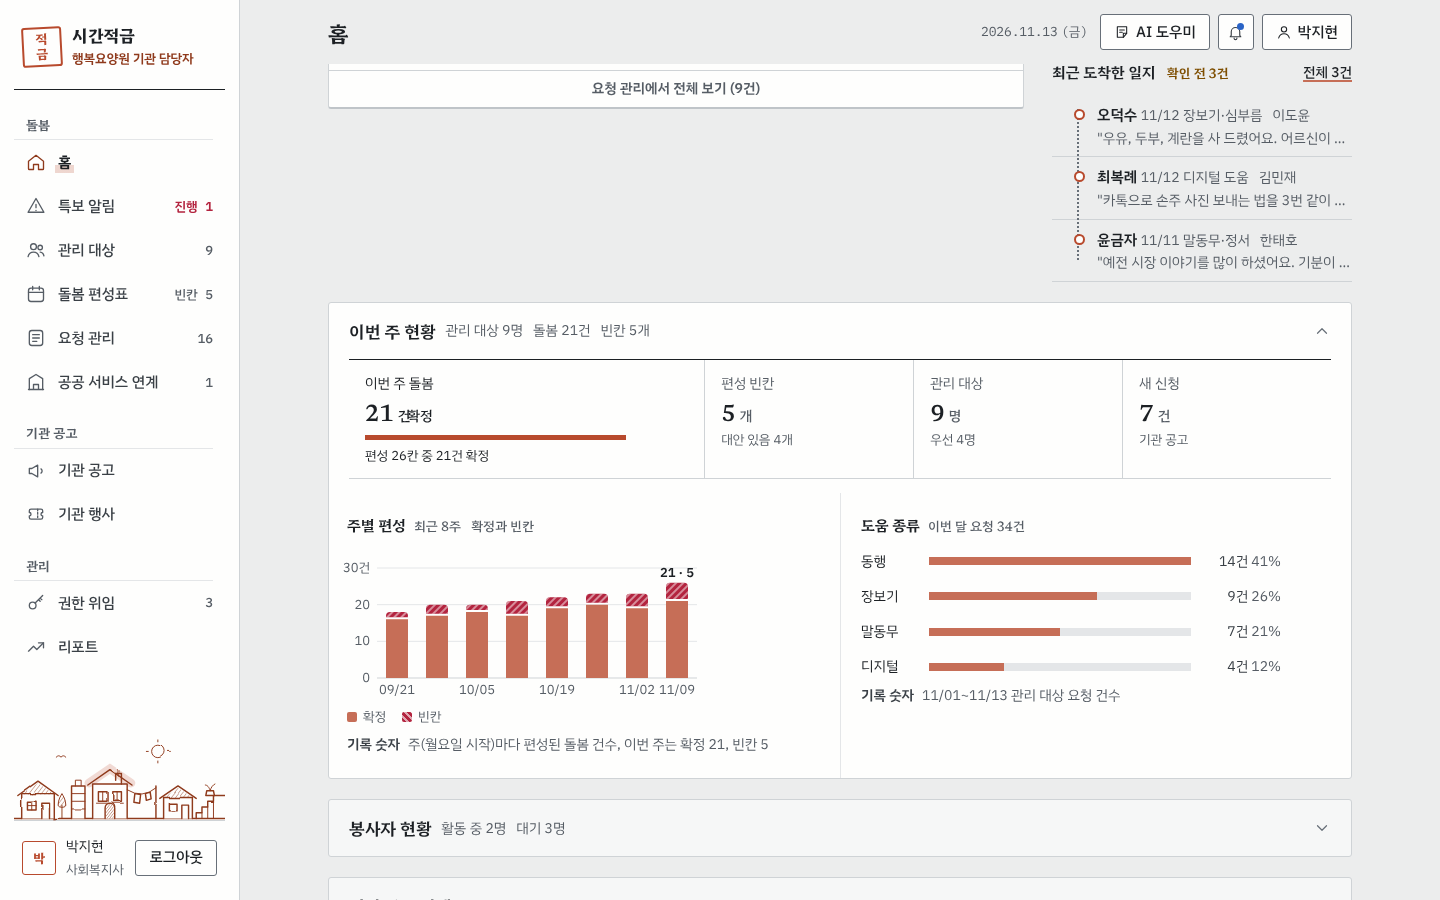 적금
시간적금
행복요양원 기관 담당자
돌봄
홈
특보 알림 진행 1
관리 대상 9
돌봄 편성표 빈칸 5
요청 관리 16
공공 서비스 연계 1
기관 공고
기관 공고
기관 행사
관리
권한 위임 3
리포트
박
박지현
사회복지사
로그아웃
홈
2026.11.13 (금)
AI 도우미
박지현
요청 관리에서 전체 보기 (9건)
최근 도착한 일지 확인 전 3건 전체 3건
오덕수 11/12 장보기·심부름 이도윤
"우유, 두부, 계란을 사 드렸어요. 어르신이 ...
최복례 11/12 디지털 도움 김민재
"카톡으로 손주 사진 보내는 법을 3번 같이 ...
윤금자 11/11 말동무·정서 한태호
"예전 시장 이야기를 많이 하셨어요. 기분이 ...
이번 주 현황 관리 대상 9명 돌봄 21건 빈칸 5개
이번 주 돌봄
21 건확정
편성 26칸 중 21건 확정
편성 빈칸
5 개
대안 있음 4개
관리 대상
9 명
우선 4명
새 신청
7 건
기관 공고
주별 편성 최근 8주 확정과 빈칸
30건
20
10
0
21 · 5
09/21 10/05 10/19 11/02 11/09
확정 빈칸
기록 숫자 주(월요일 시작)마다 편성된 돌봄 건수, 이번 주는 확정 21, 빈칸 5
도움 종류 이번 달 요청 34건
동행 14건 41%
장보기 9건 26%
말동무 7건 21%
디지털 4건 12%
기록 숫자 11/01~11/13 관리 대상 요청 건수
봉사자 현황 활동 중 2명 대기 3명